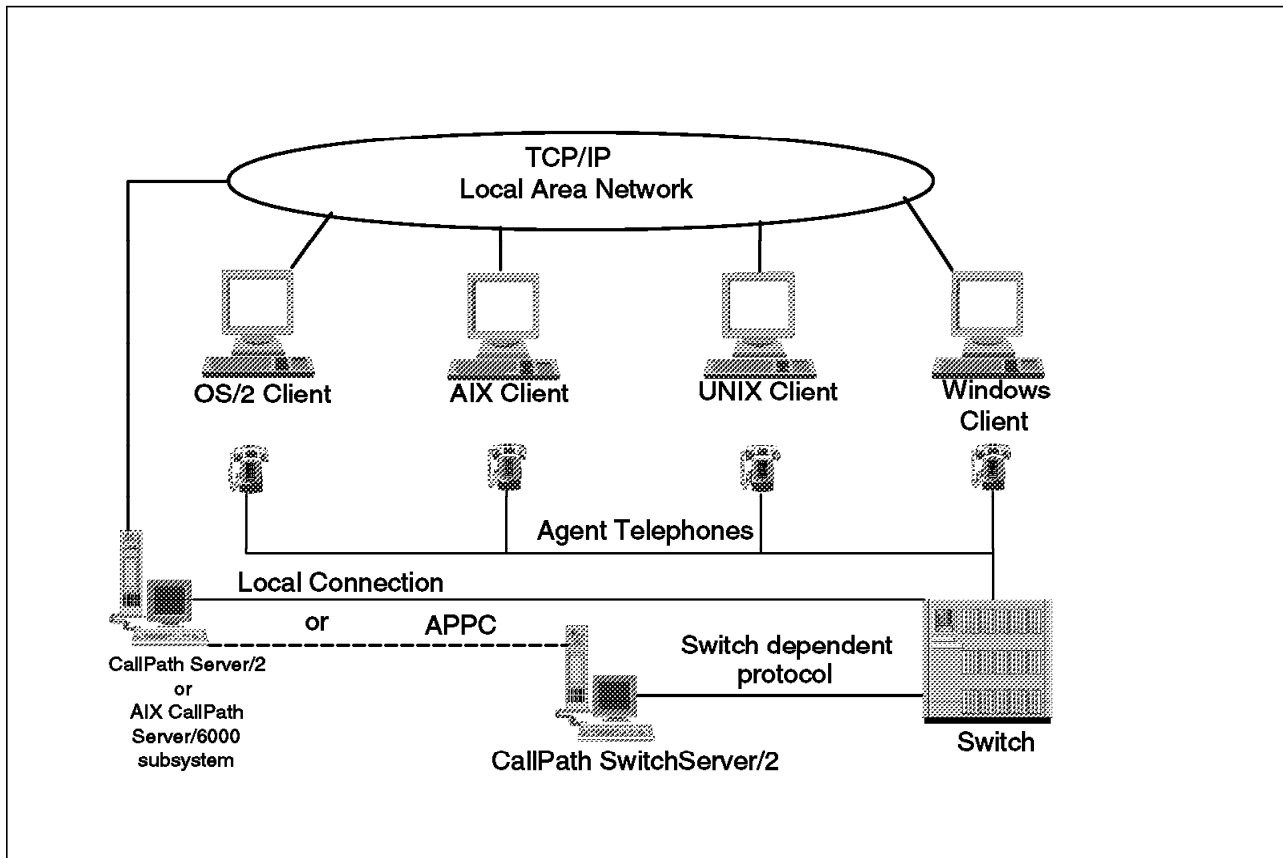 TCP/IP
Local Area Network
OS/2 Client
AIX Client
UNIX Client
Windows
Client
Agent Telephones
Local Connection
or
APPC
CallPath Server/2
or
AIX CallPath
Server/6000
subsystem
Switch dependent
protocol
CallPath SwitchServer/2
Switch